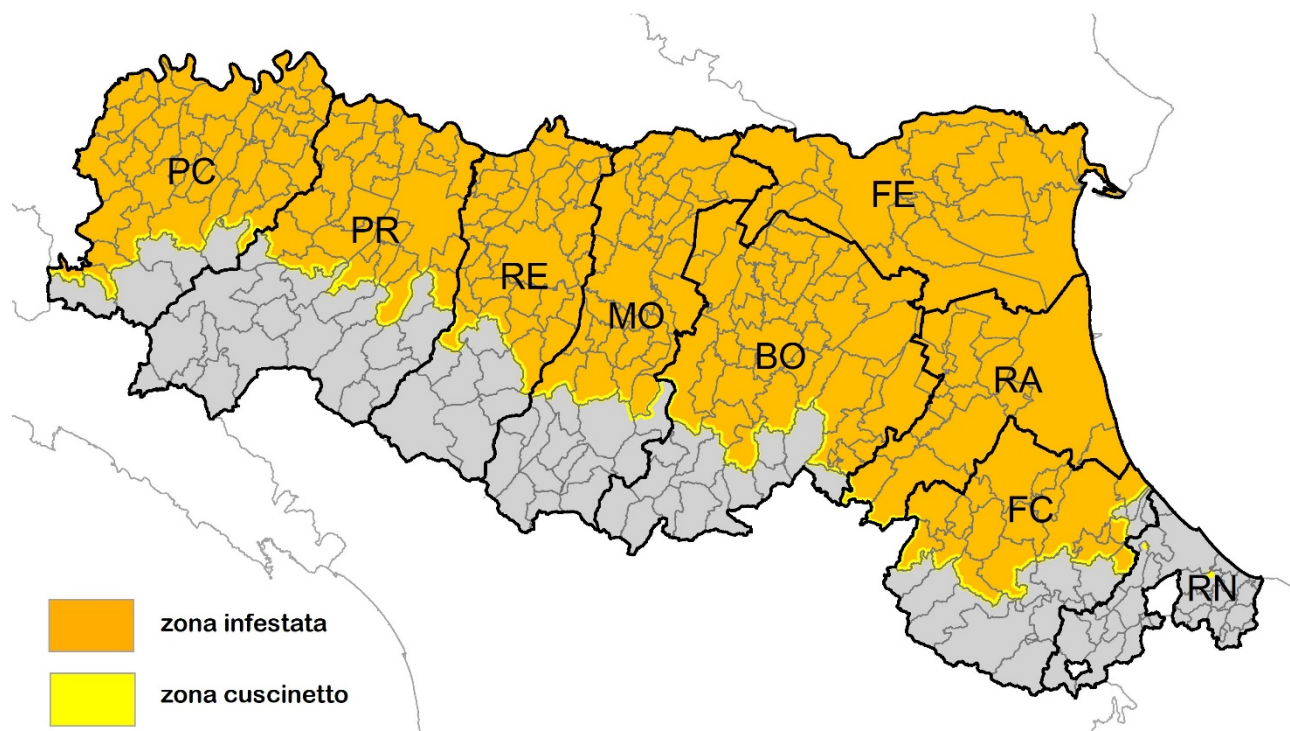 PC
PR
RE
MO
FE
BO
RA
FC
RN
zona infestata
zona cuscinetto